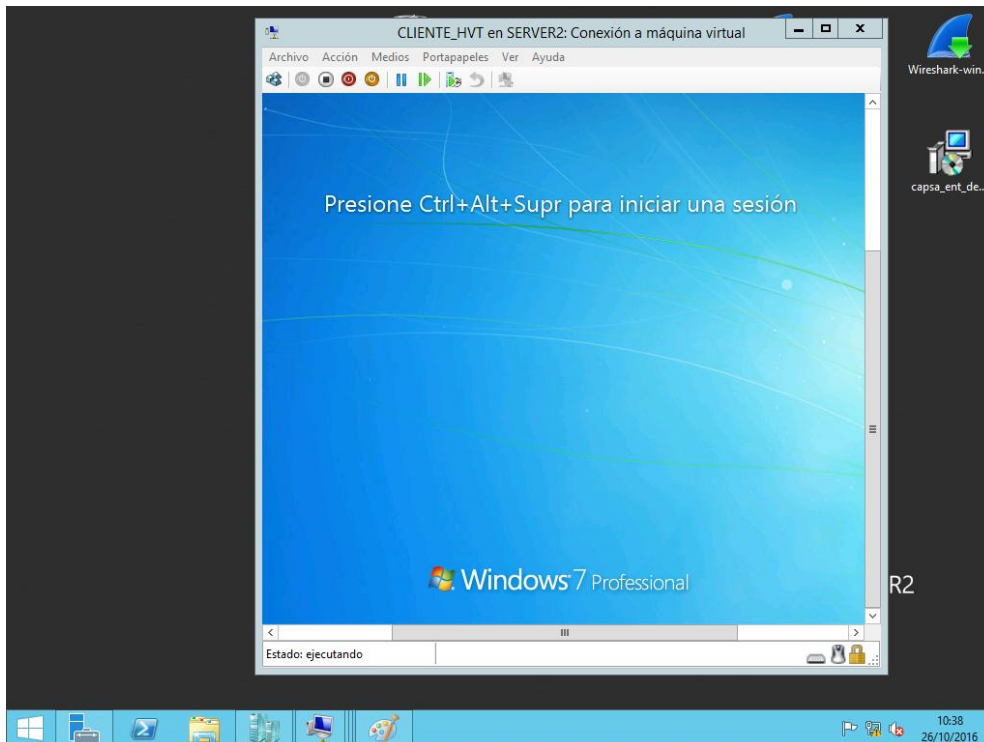 CLIENTE_HVT en SERVER2: Conexión a máquina virtual
Archivo Acción Medios Portapapeles Ver Ayuda
Wireshark-win...
capsa_ent_de...
Presione Ctrl+Alt+Supr para iniciar una sesión
Windows 7 Professional
R2
Estado: ejecutando
10:38
26/10/2016